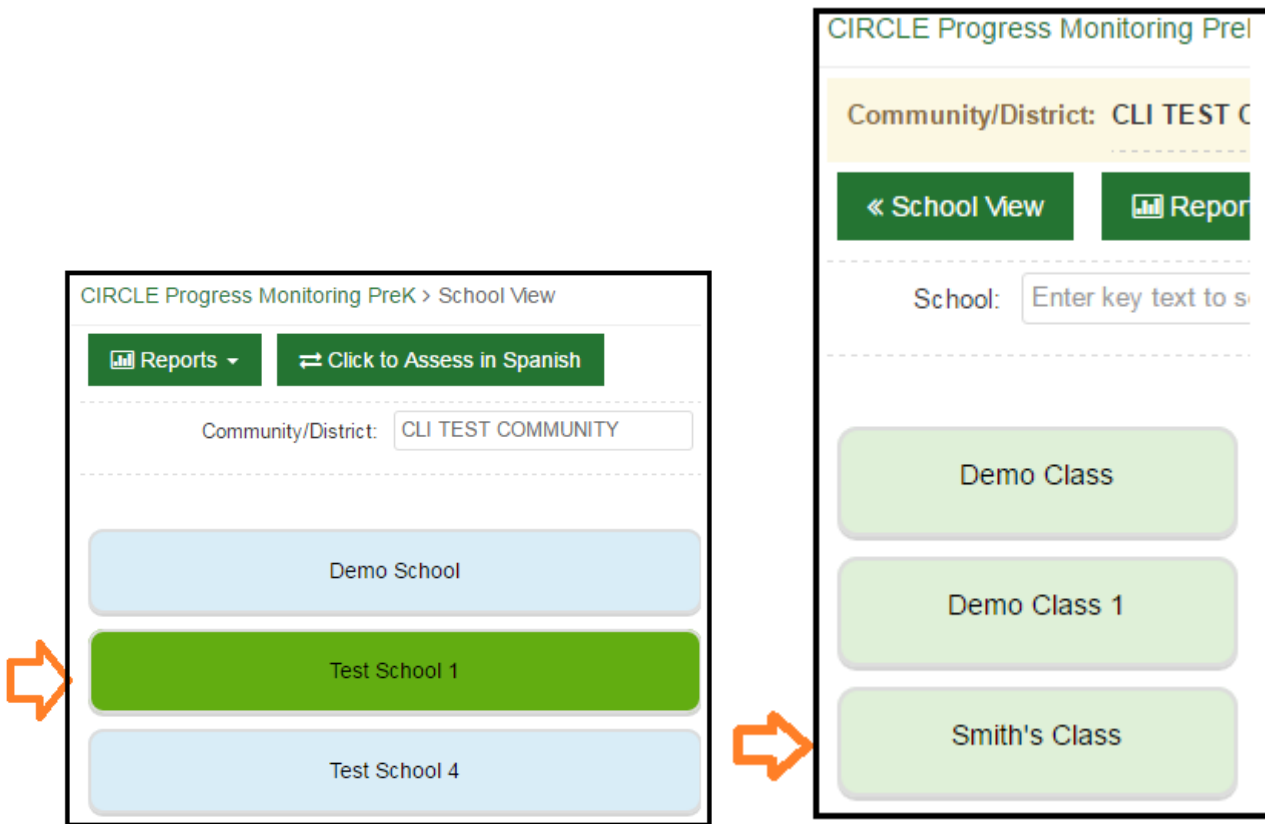 CIRCLE Progress Monitoring PreK > School View
Reports
Click to Assess in Spanish
Community/District: CLI TEST COMMUNITY
Demo School
Test School 1
Test School 4
CIRCLE Progress Monitoring Pre
Community/District: CLI TEST C
« School View
Repor
School: Enter key text to s
Demo Class
Demo Class 1
Smith's Class